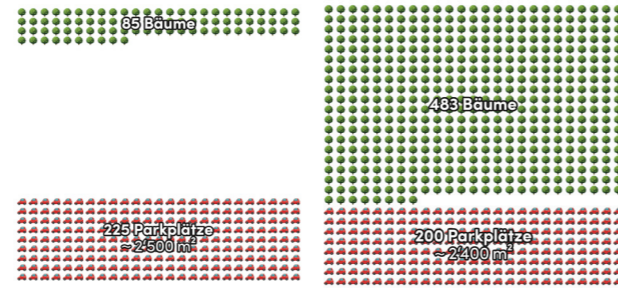 85 Bäume
483 Bäume
225 Parkplätze
~ 2'500 m²
200 Parkplätze
~ 2'400 m²